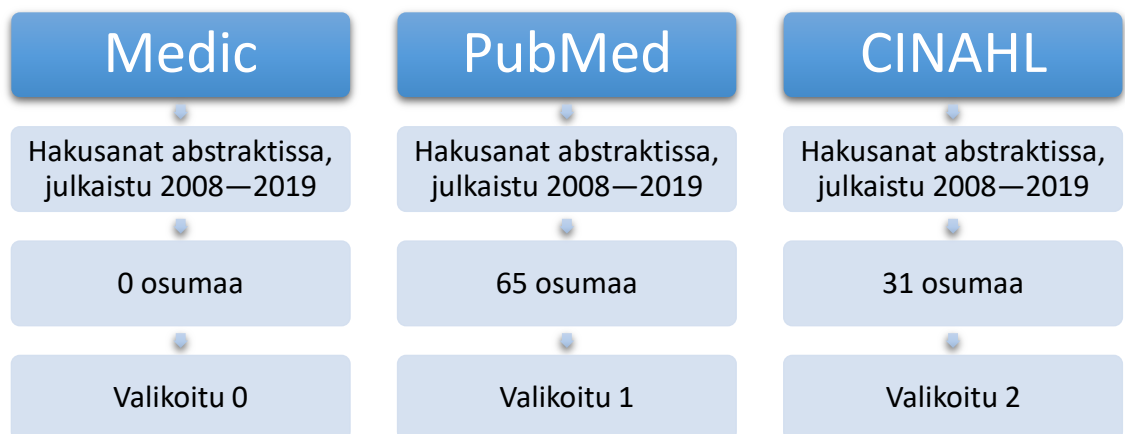 Medic
Hakusanat abstraktissa,
julkaistu 2008—2019
0 osumaa
Valikoitu 0
PubMed
Hakusanat abstraktissa,
julkaistu 2008—2019
65 osumaa
Valikoitu 1
CINAHL
Hakusanat abstraktissa,
julkaistu 2008—2019
31 osumaa
Valikoitu 2